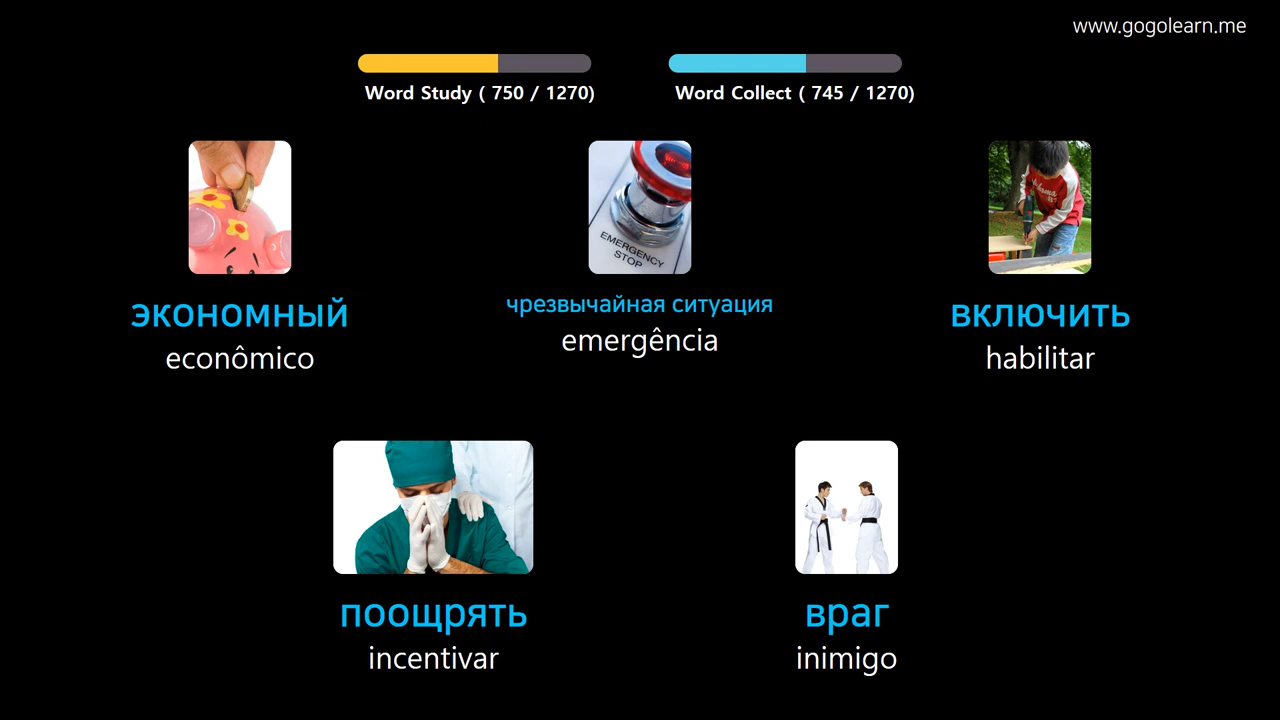 www.gogolearn.me
Word Study ( 750 / 1270)
Word Collect ( 745 / 1270)
EMERGENCY
STOP
экономный
econômico
чрезвычайная ситуация
emergência
включить
habilitar
поощрять
incentivar
враг
inimigo